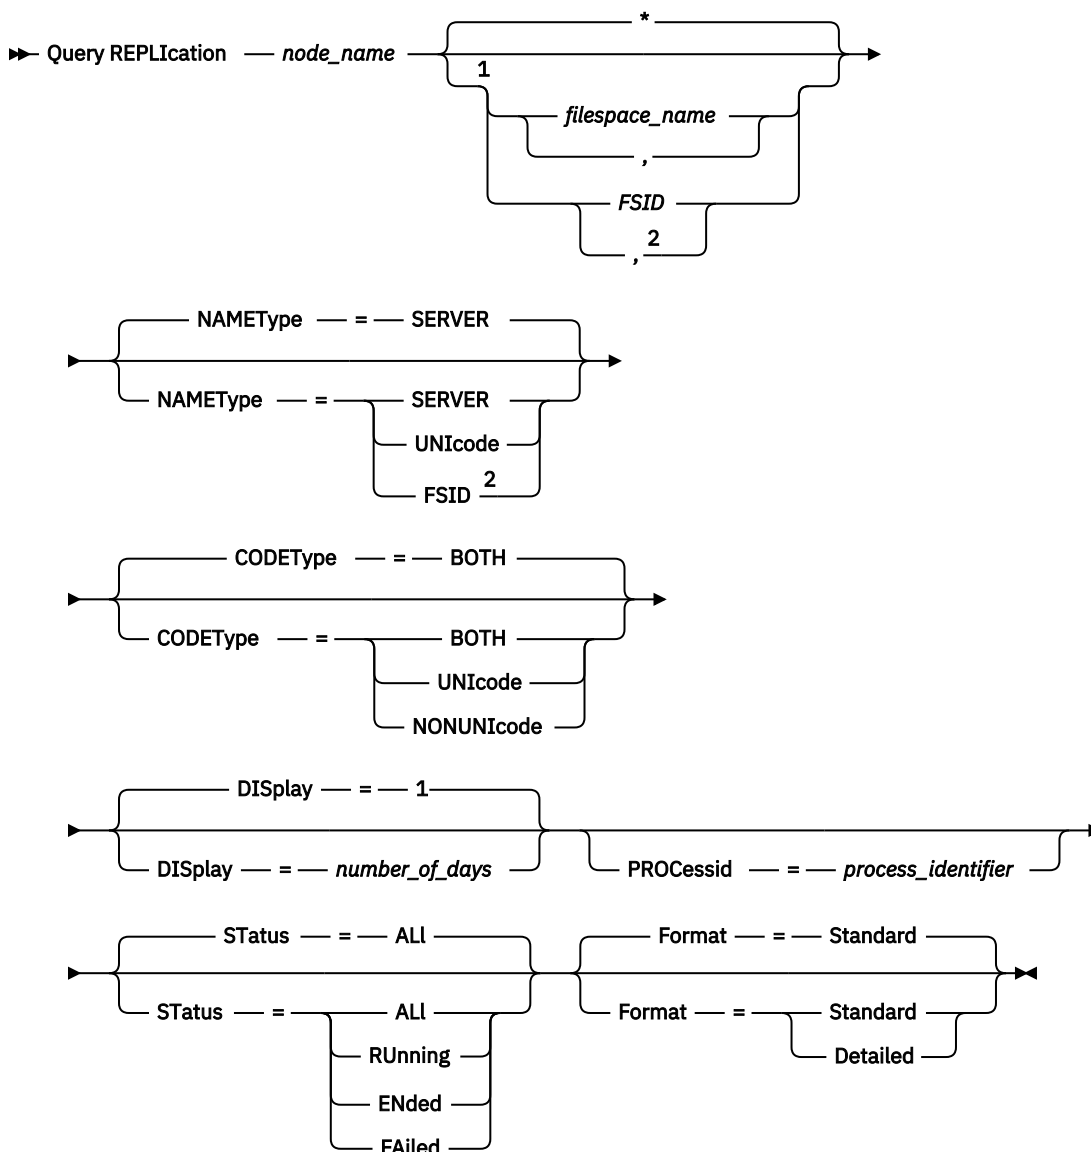 *
Query REPLIcation node_name
1
filespace_name
,
FSID
, 2
NAMEType = SERVER
NAMEType = SERVER
UNIcode
FSID 2
CODEType = BOTH
CODEType = BOTH
UNIcode
NONUNIcode
DISplay = 1
DISplay = number_of_days PROCessid = process_identifier
STatus = ALl Format = Standard
STatus = ALl Format = Standard
RUnning Detailed
ENded
FAiled